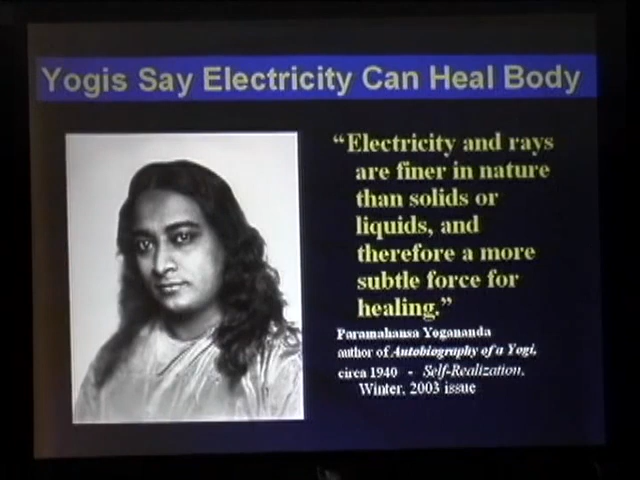 Yogis Say Electricity Can Heal Body
“Electricity and rays
are finer in nature
than solids or
liquids, and
therefore a more
subtle force for
healing.”
Paramahansa Yogananda
author of Autobiography of a Yogi,
circa 1940 - Self-Realization,
Winter, 2003 issue